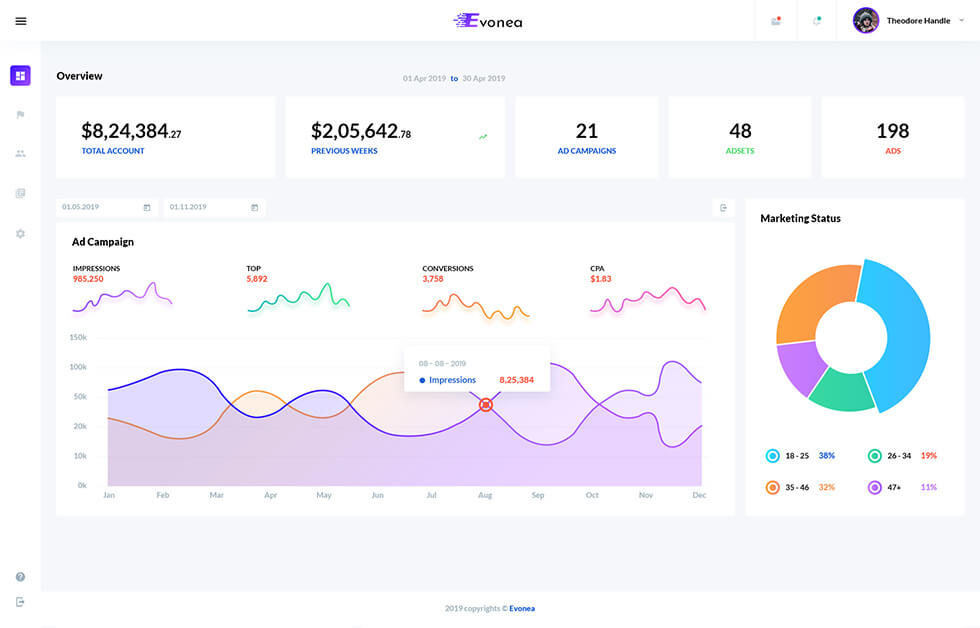 Evonea
Theodore Handle
Overview
01 Apr 2019 to 30 Apr 2019
$8,24,384.27
TOTAL ACCOUNT
$2,05,642.78
PREVIOUS WEEKS
21
AD CAMPAIGNS
48
ADSETS
198
ADS
01.05.2019
01.11.2019
Ad Campaign
IMPRESSIONS
985,250
TOP
5,892
CONVERSIONS
3,758
CPA
$1.83
150k
100k
50k
20k
10k
0k
08 - 08 - 2019
Impressions 8,25,384
Jan Feb Mar Apr May Jun Jul Aug Sep Oct Nov Dec
Marketing Status
18 - 25 38%
26 - 34 19%
35 - 46 32%
47+ 11%
2019 copyrights © Evonea